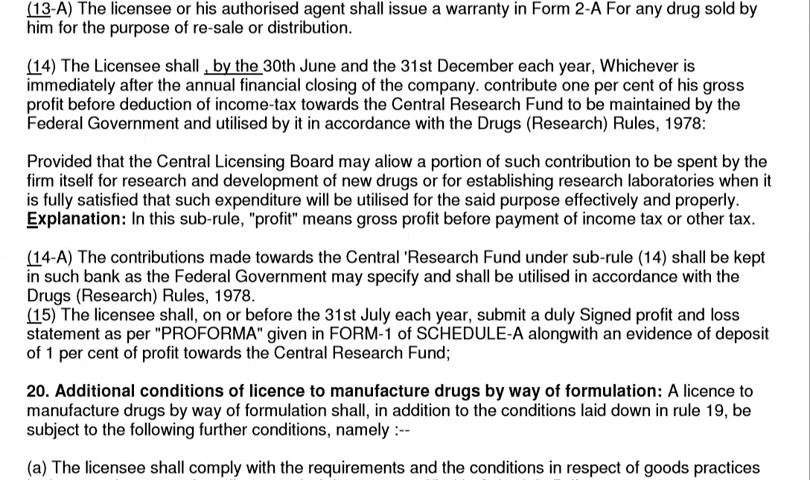 (13-A) The licensee or his authorised agent shall issue a warranty in Form 2-A For any drug sold by
him for the purpose of re-sale or distribution.
(14) The Licensee shall , by the 30th June and the 31st December each year, Whichever is
immediately after the annual financial closing of the company. contribute one per cent of his gross
profit before deduction of income-tax towards the Central Research Fund to be maintained by the
Federal Government and utilised by it in accordance with the Drugs (Research) Rules, 1978:
Provided that the Central Licensing Board may aliow a portion of such contribution to be spent by the
firm itself for research and development of new drugs or for establishing research laboratories when it
is fully satisfied that such expenditure will be utilised for the said purpose effectively and properly.
Explanation: In this sub-rule, "profit" means gross profit before payment of income tax or other tax.
(14-A) The contributions made towards the Central 'Research Fund under sub-rule (14) shall be kept
in such bank as the Federal Government may specify and shall be utilised in accordance with the
Drugs (Research) Rules, 1978.
(15) The licensee shall, on or before the 31st July each year, submit a duly Signed profit and loss
statement as per "PROFORMA" given in FORM-1 of SCHEDULE-A alongwith an evidence of deposit
of 1 per cent of profit towards the Central Research Fund;
20. Additional conditions of licence to manufacture drugs by way of formulation: A licence to
manufacture drugs by way of formulation shall, in addition to the conditions laid down in rule 19, be
subject to the following further conditions, namely :--
(a) The licensee shall comply with the requirements and the conditions in respect of goods practices